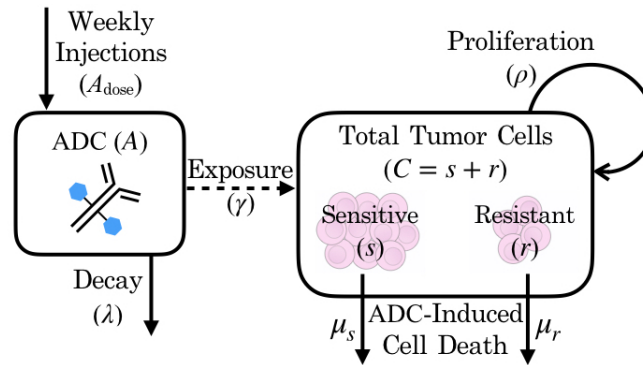 Weekly
Injections
(A_dose)
ADC (A)
Exposure
(γ)
Decay
(λ)
Proliferation
(ρ)
Total Tumor Cells
(C = s + r)
Sensitive
(s)
Resistant
(r)
μ_s
ADC-Induced
Cell Death
μ_r